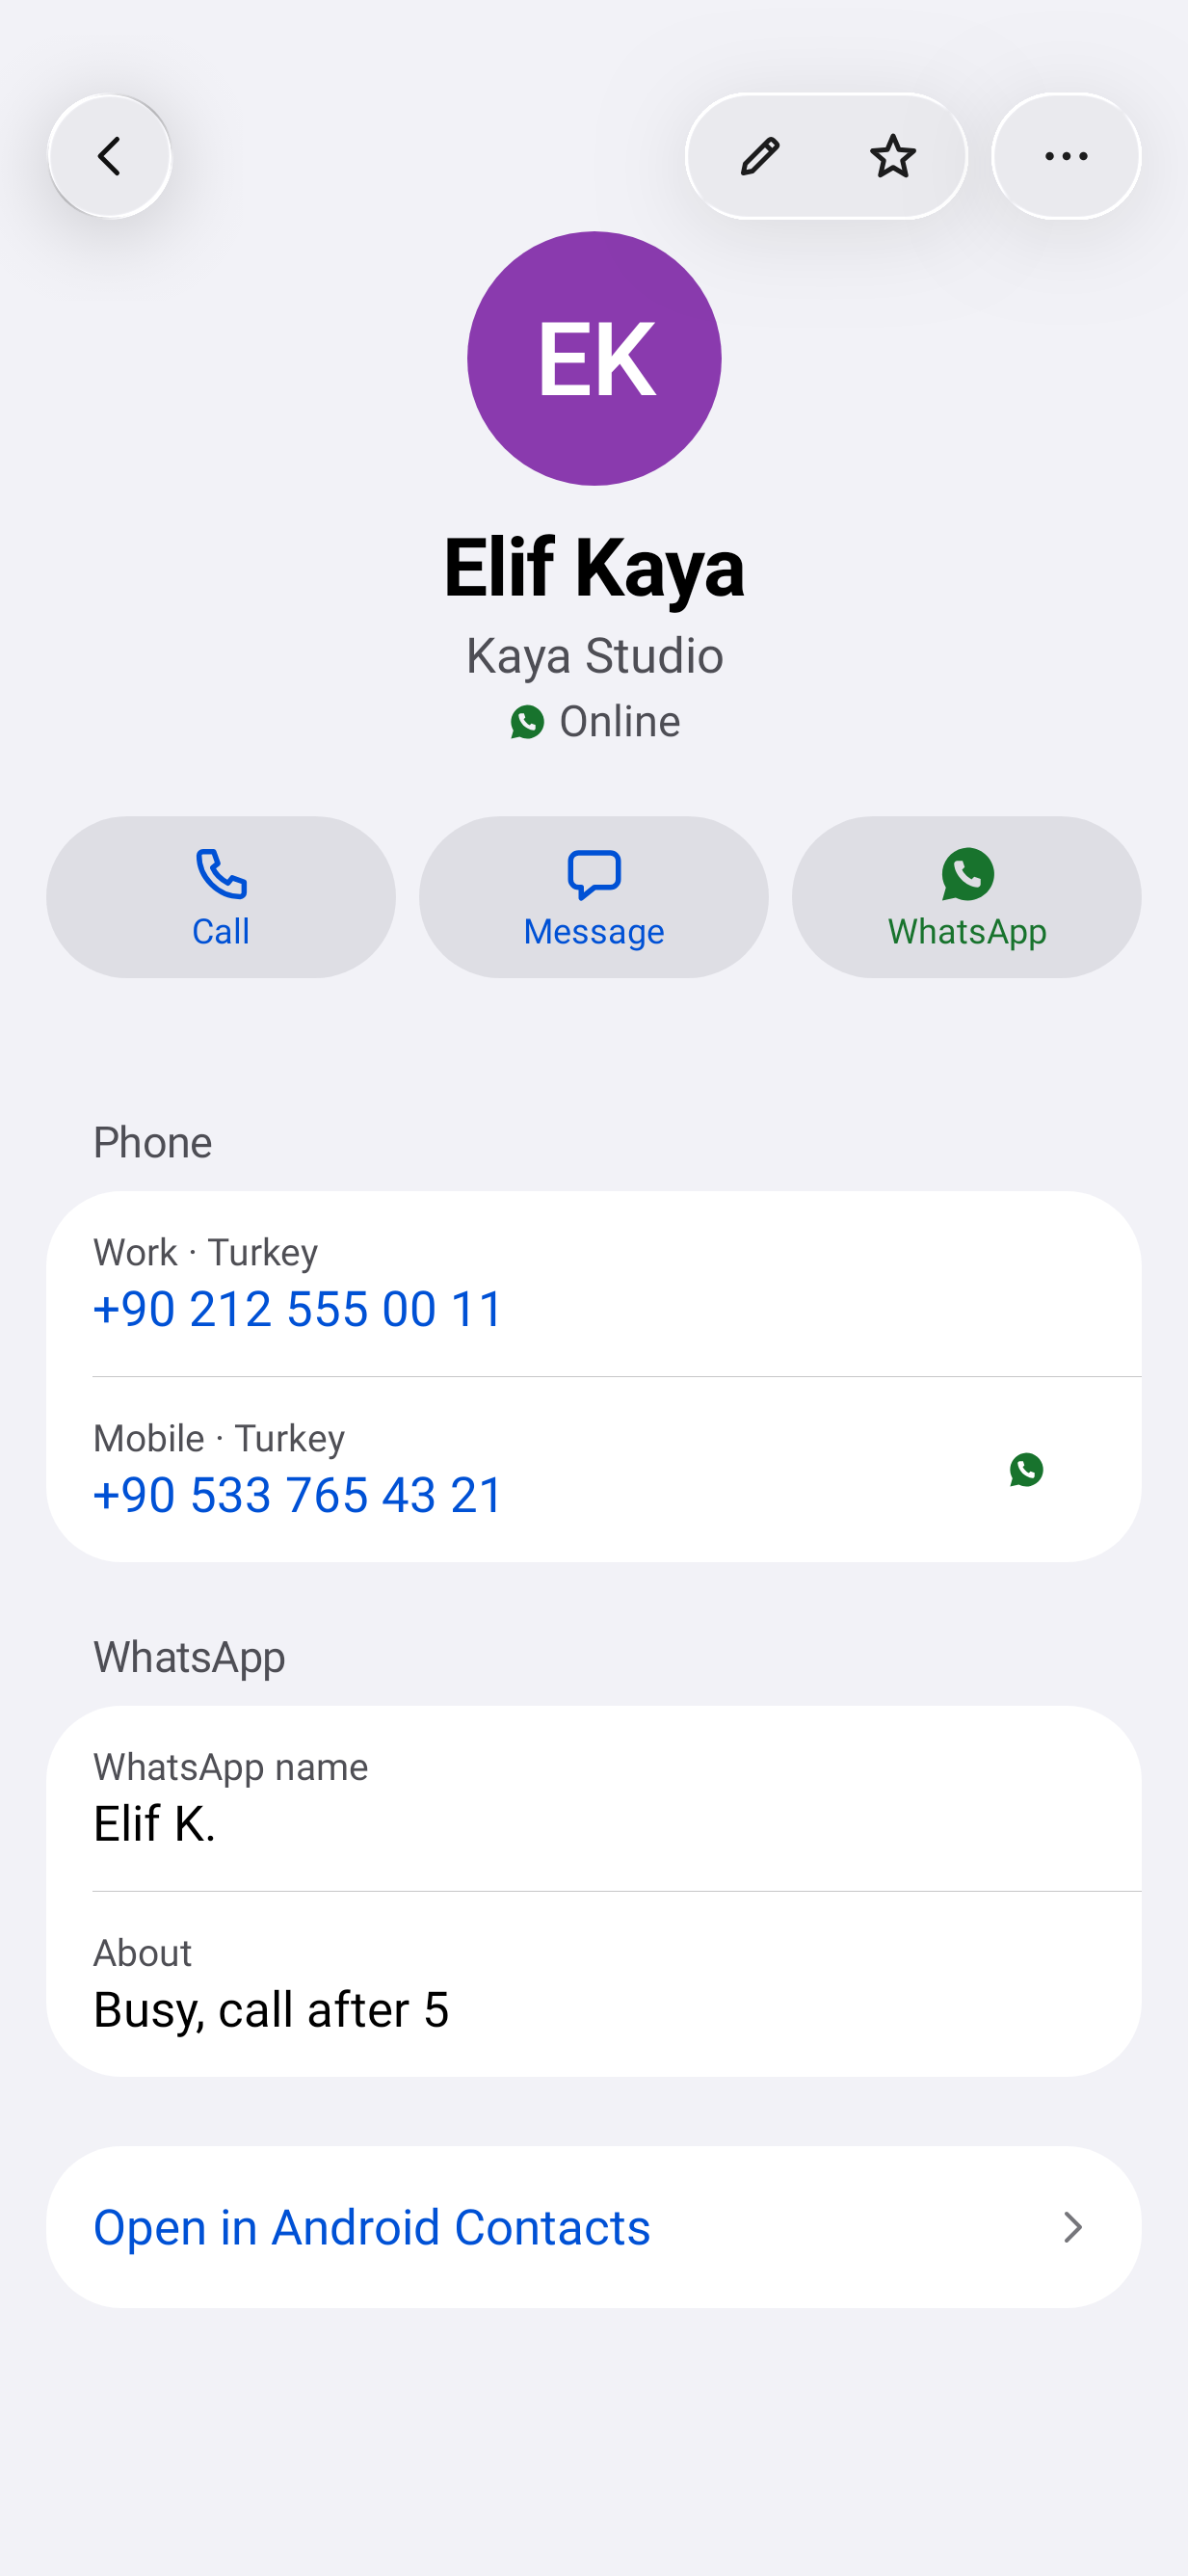 EK
Elif Kaya
Kaya Studio
Online
Call
Message
WhatsApp
Phone
Work · Turkey
+90 212 555 00 11
Mobile · Turkey
+90 533 765 43 21
WhatsApp
WhatsApp name
Elif K.
About
Busy, call after 5
Open in Android Contacts